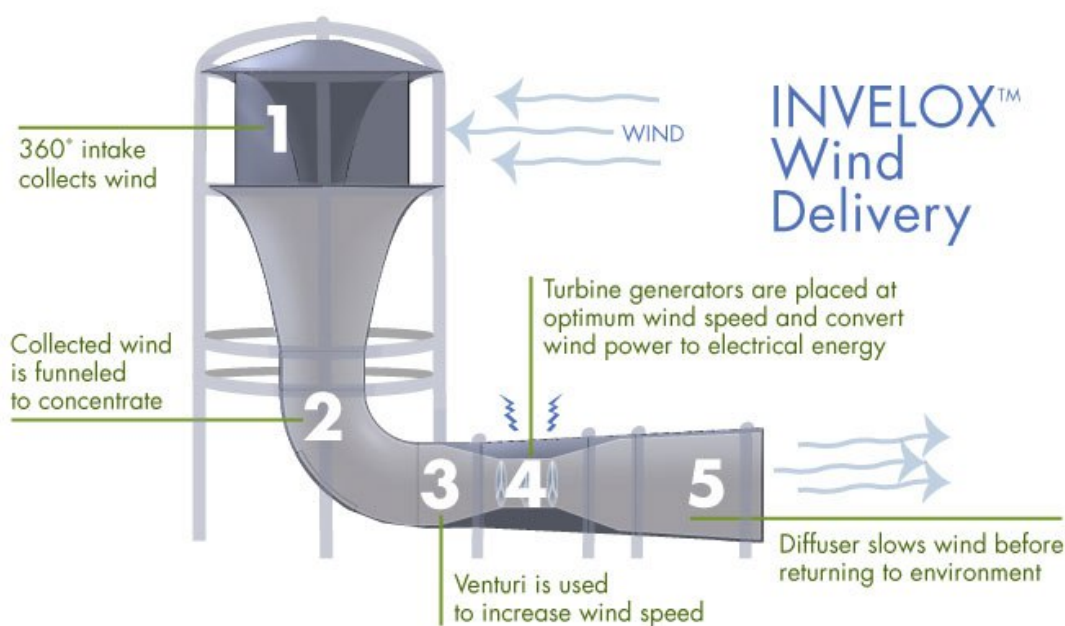 INVELOX™
Wind
Delivery
WIND
1
360° intake
collects wind
Collected wind
is funneled
to concentrate
2
3
Venturi is used
to increase wind speed
Turbine generators are placed at
optimum wind speed and convert
wind power to electrical energy
4
5
Diffuser slows wind before
returning to environment